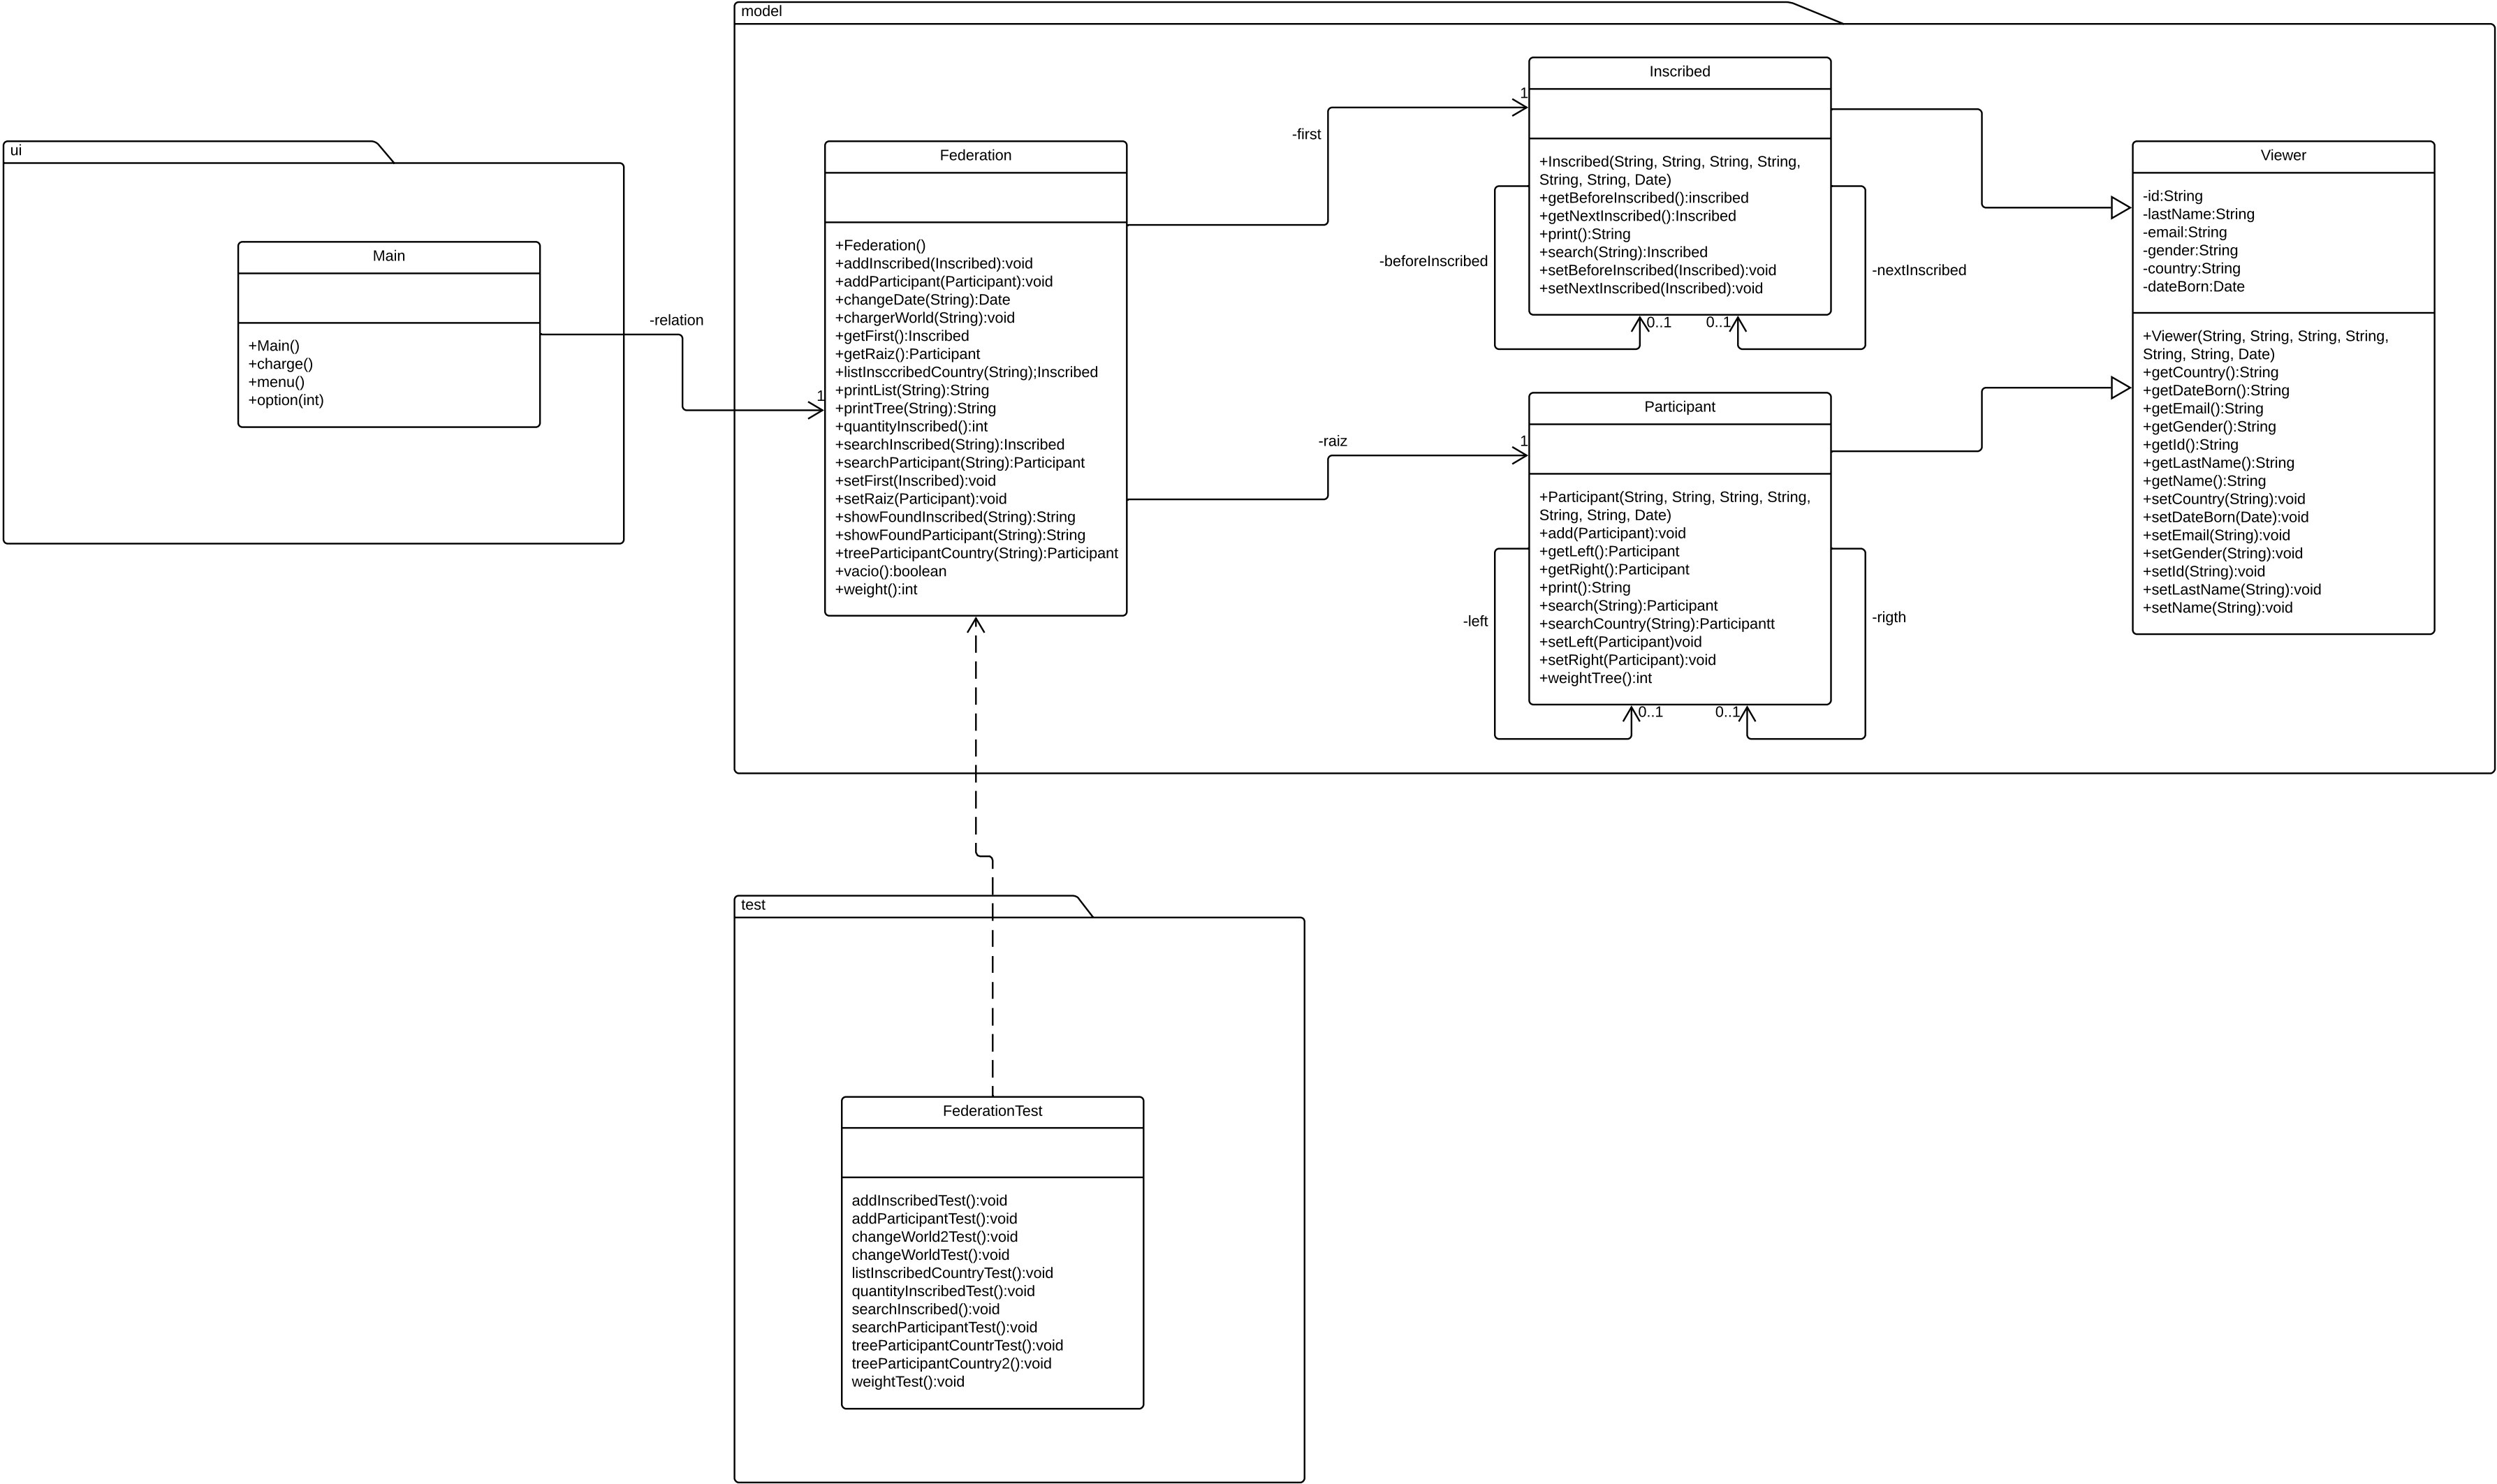 model
ui
Main
+Main()
+charge()
+menu()
+option(int)
-relation
1
Federation
+Federation()
+addInscribed(Inscribed):void
+addParticipant(Participant):void
+changeDate(String):Date
+chargerWorld(String):void
+getFirst():Inscribed
+getRaiz():Participant
+listInsccribedCountry(String);Inscribed
+printList(String):String
+printTree(String):String
+quantityInscribed():int
+searchInscribed(String):Inscribed
+searchParticipant(String):Participant
+setFirst(Inscribed):void
+setRaiz(Participant):void
+showFoundInscribed(String):String
+showFoundParticipant(String):String
+treeParticipantCountry(String):Participant
+vacio():boolean
+weight():int
-first
1
-raiz
1
Inscribed
+Inscribed(String, String, String, String,
String, String, Date)
+getBeforeInscribed():inscribed
+getNextInscribed():Inscribed
+print():String
+search(String):Inscribed
+setBeforeInscribed(Inscribed):void
+setNextInscribed(Inscribed):void
-beforeInscribed
-nextInscribed
0..1
0..1
Participant
+Participant(String, String, String, String,
String, String, Date)
+add(Participant):void
+getLeft():Participant
+getRight():Participant
+print():String
+search(String):Participant
+searchCountry(String):Participantt
+setLeft(Participant)void
+setRight(Participant):void
+weightTree():int
-left
-rigth
0..1
0..1
Viewer
-id:String
-lastName:String
-email:String
-gender:String
-country:String
-dateBorn:Date
+Viewer(String, String, String, String,
String, String, Date)
+getCountry():String
+getDateBorn():String
+getEmail():String
+getGender():String
+getId():String
+getLastName():String
+getName():String
+setCountry(String):void
+setDateBorn(Date):void
+setEmail(String):void
+setGender(String):void
+setId(String):void
+setLastName(String):void
+setName(String):void
test
FederationTest
addInscribedTest():void
addParticipantTest():void
changeWorld2Test():void
changeWorldTest():void
listInscribedCountryTest():void
quantityInscribedTest():void
searchInscribed():void
searchParticipantTest():void
treeParticipantCountrTest():void
treeParticipantCountry2():void
weightTest():void